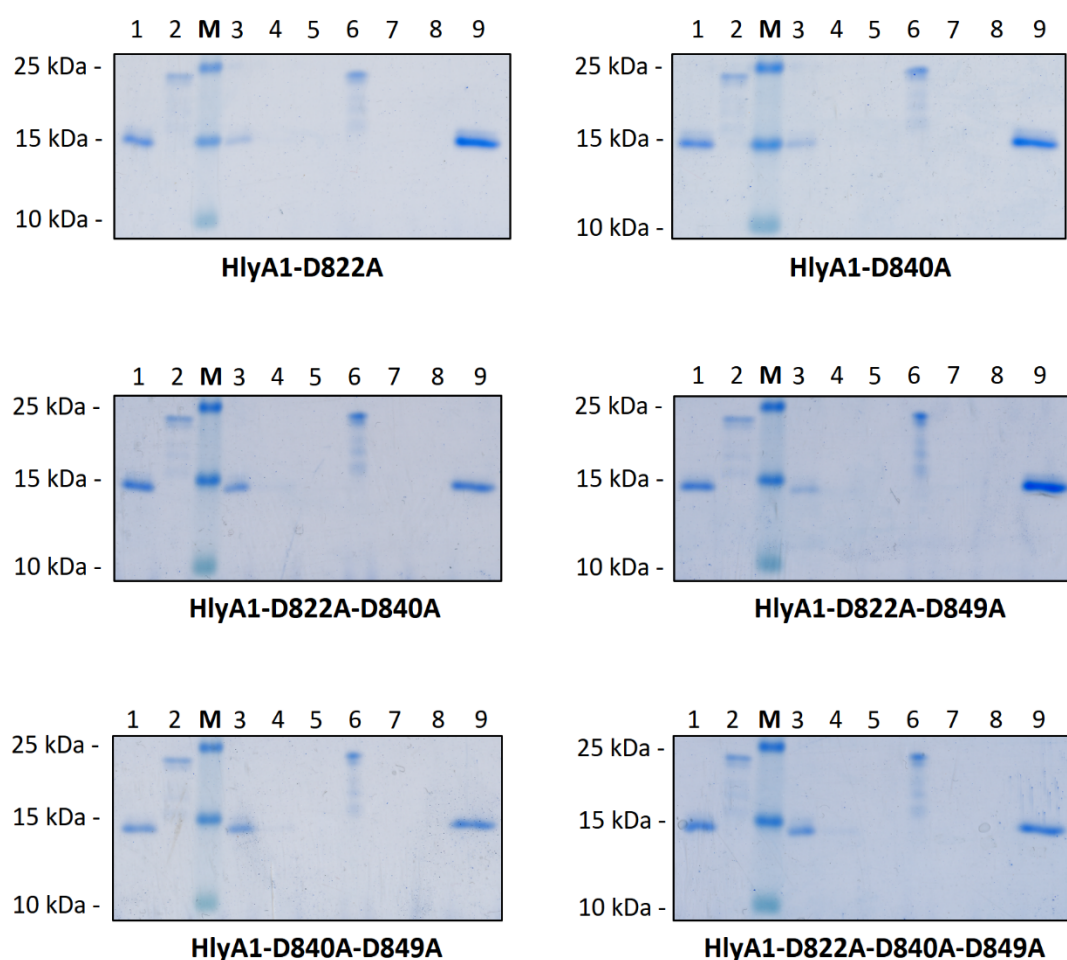 1 2 M 3 4 5 6 7 8 9
25 kDa -
15 kDa -
10 kDa -
HlyA1-D822A
1 2 M 3 4 5 6 7 8 9
25 kDa -
15 kDa -
10 kDa -
HlyA1-D840A
1 2 M 3 4 5 6 7 8 9
25 kDa -
15 kDa -
10 kDa -
HlyA1-D822A-D840A
1 2 M 3 4 5 6 7 8 9
25 kDa -
15 kDa -
10 kDa -
HlyA1-D822A-D849A
1 2 M 3 4 5 6 7 8 9
25 kDa -
15 kDa -
10 kDa -
HlyA1-D840A-D849A
1 2 M 3 4 5 6 7 8 9
25 kDa -
15 kDa -
10 kDa -
HlyA1-D822A-D840A-D849A